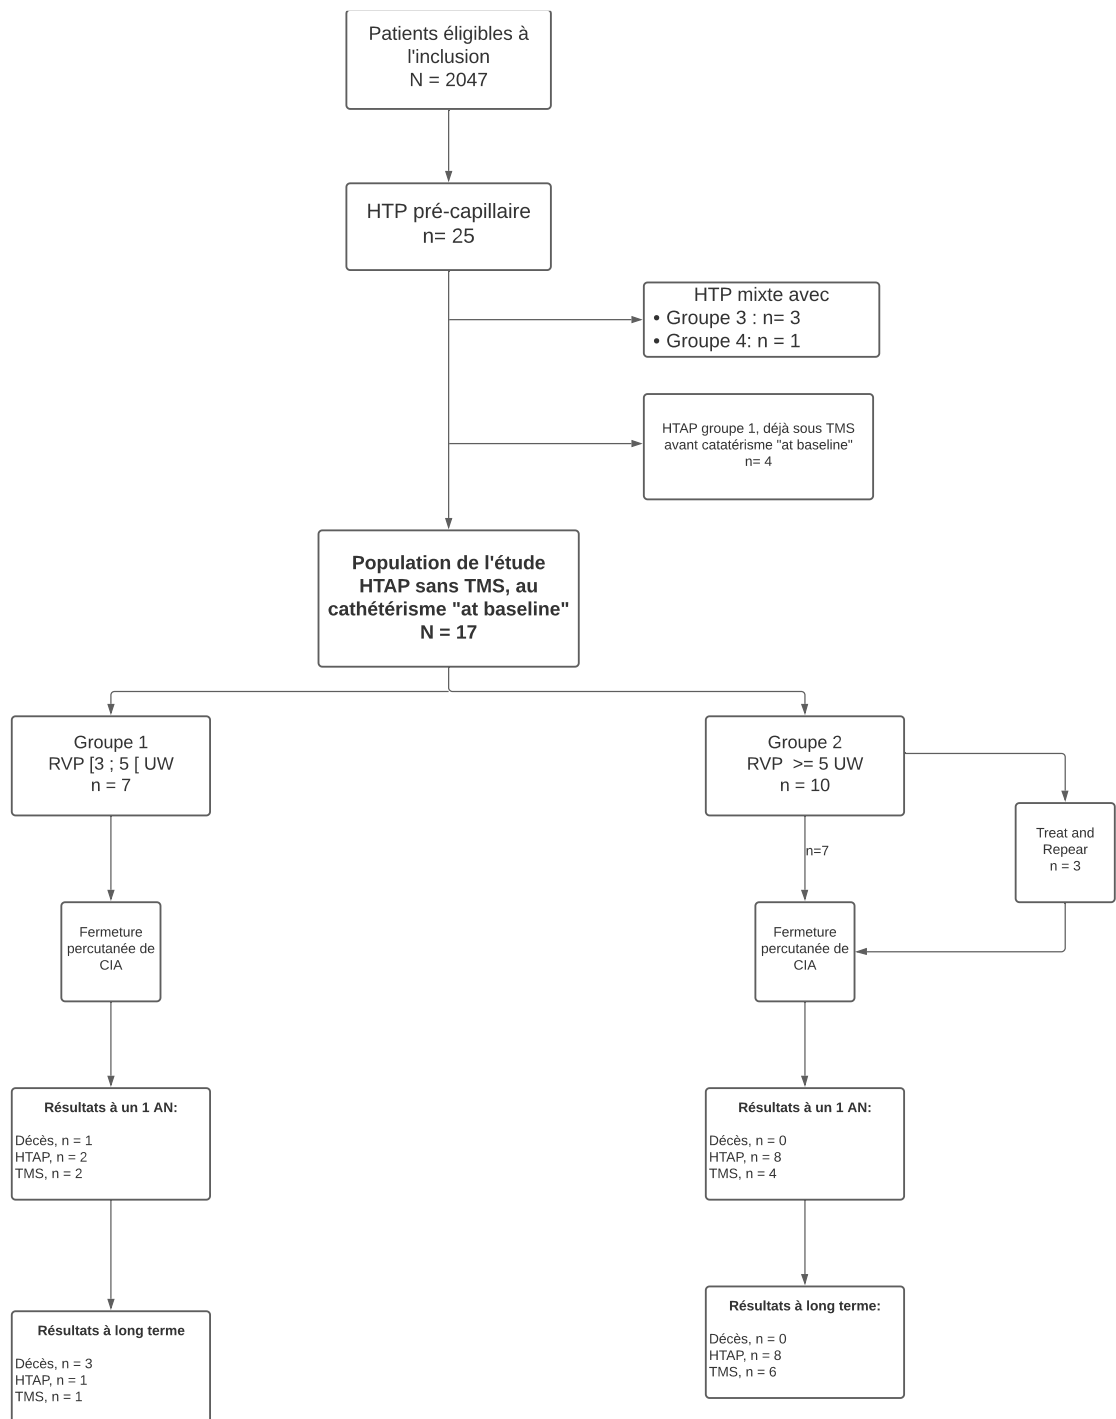 Patients éligibles à
l'inclusion
N = 2047
HTP pré-capillaire
n= 25
HTP mixte avec
• Groupe 3 : n= 3
• Groupe 4: n = 1
HTAP groupe 1, déjà sous TMS
avant catatérisme "at baseline"
n= 4
Population de l'étude
HTAP sans TMS, au
cathétérisme "at baseline"
N = 17
Groupe 1
RVP [3 ; 5 [ UW
n = 7
Groupe 2
RVP >= 5 UW
n = 10
Treat and
Repear
n = 3
n=7
Fermeture
percutanée de
CIA
Fermeture
percutanée de
CIA
Résultats à un 1 AN:
Décès, n = 1
HTAP, n = 2
TMS, n = 2
Résultats à un 1 AN:
Décès, n = 0
HTAP, n = 8
TMS, n = 4
Résultats à long terme
Décès, n = 3
HTAP, n = 1
TMS, n = 1
Résultats à long terme:
Décès, n = 0
HTAP, n = 8
TMS, n = 6